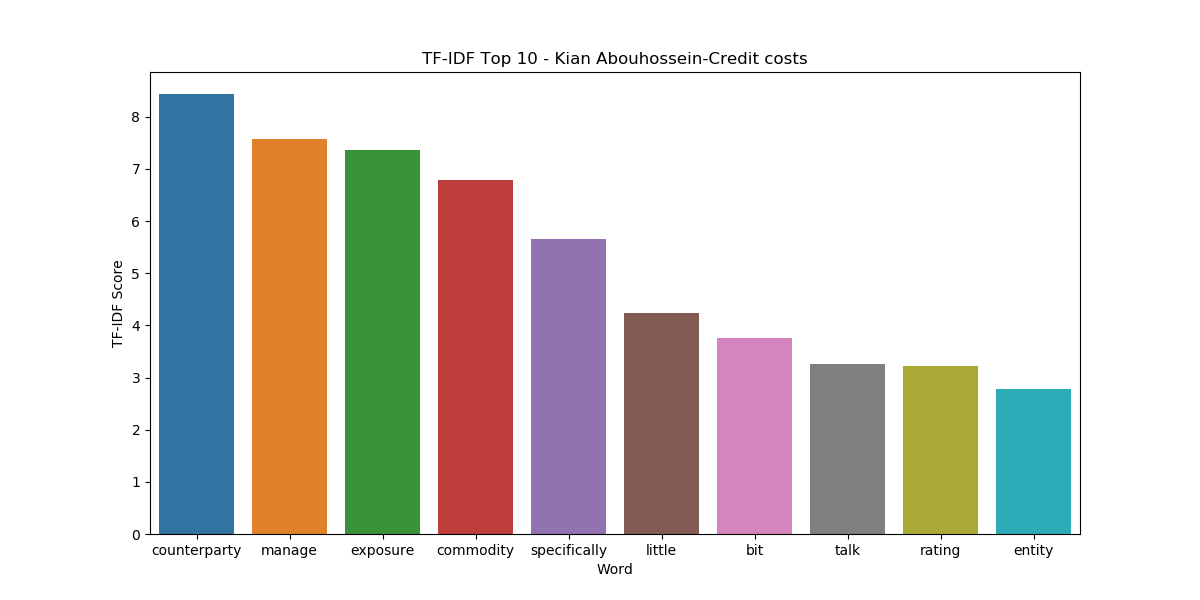 TF-IDF Top 10 - Kian Abouhossein-Credit costs
TF-IDF Score
8
7
6
5
4
3
2
1
0
counterparty manage exposure commodity specifically little bit talk rating entity
Word